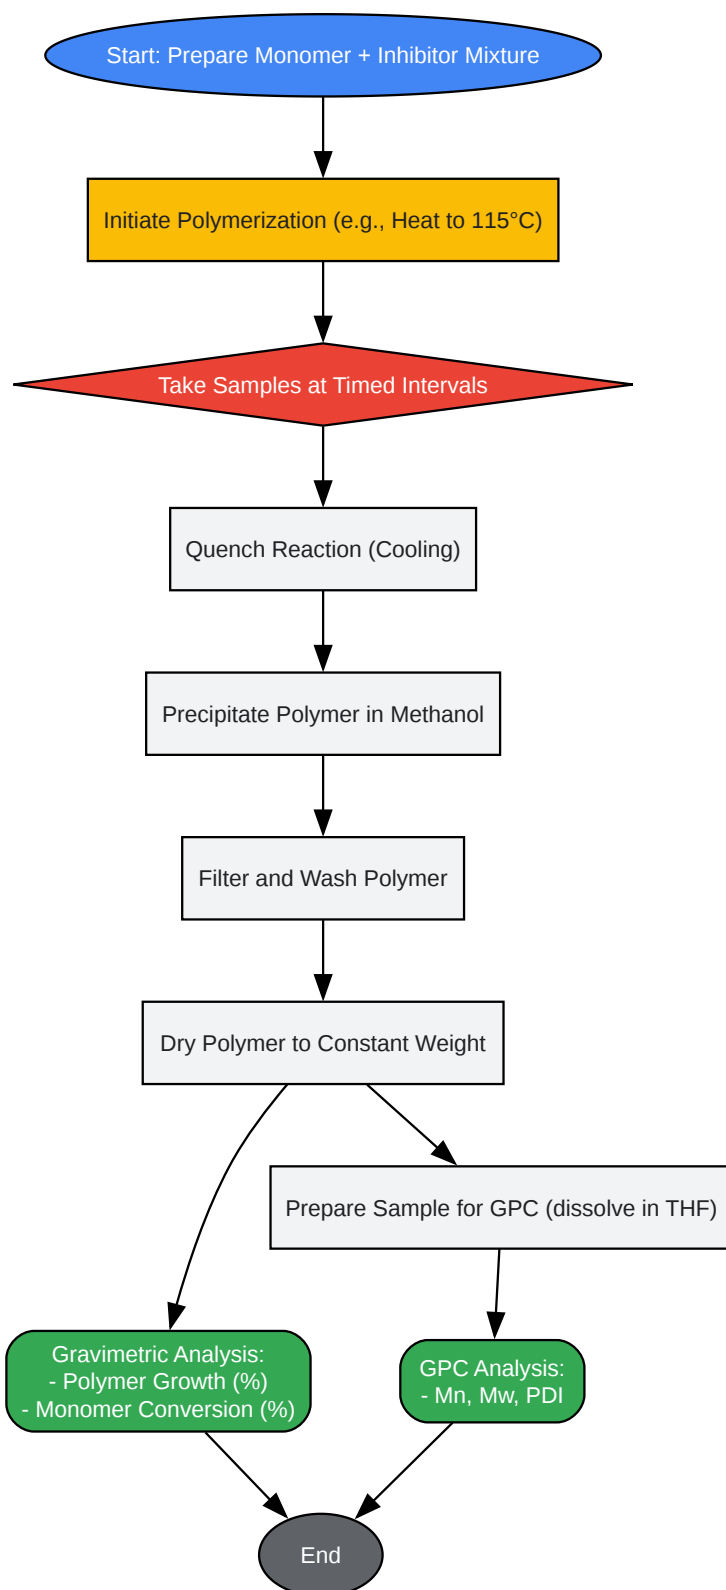 Start: Prepare Monomer + Inhibitor Mixture
Initiate Polymerization (e.g., Heat to 115°C)
Take Samples at Timed Intervals
Quench Reaction (Cooling)
Precipitate Polymer in Methanol
Filter and Wash Polymer
Dry Polymer to Constant Weight
Prepare Sample for GPC (dissolve in THF)
Gravimetric Analysis:
- Polymer Growth (%)
- Monomer Conversion (%)
GPC Analysis:
- Mn, Mw, PDI
End